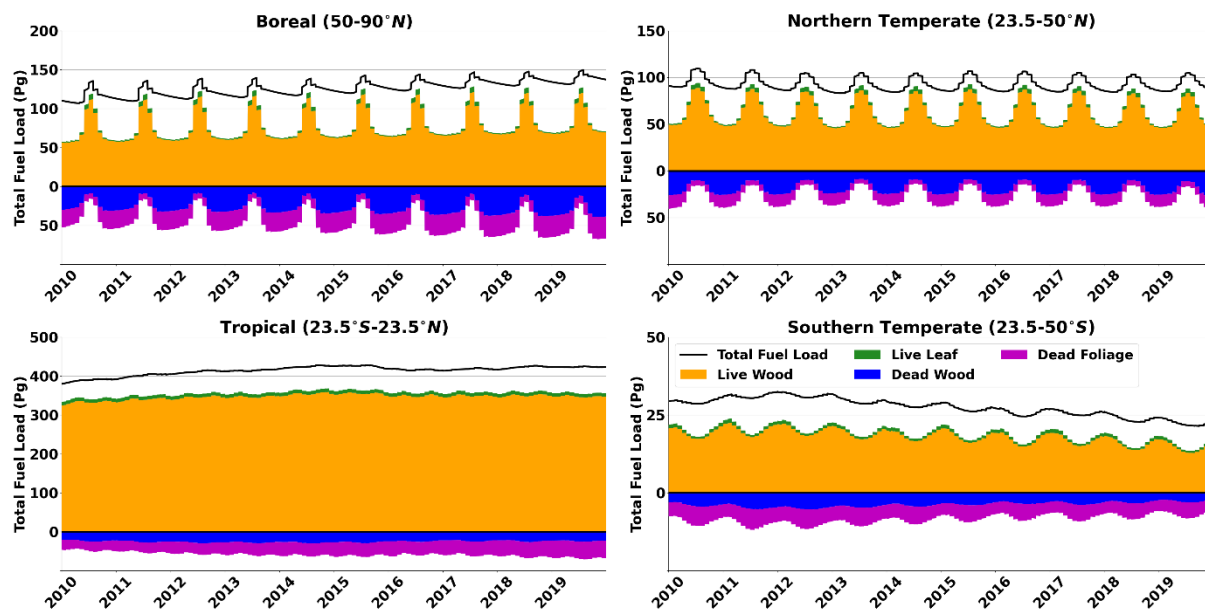 Boreal (50-90°N)
Total Fuel Load (Pg)
200
150
100
50
0
50
2010 2011 2012 2013 2014 2015 2016 2017 2018 2019
Northern Temperate (23.5-50°N)
Total Fuel Load (Pg)
150
100
50
0
50
2010 2011 2012 2013 2014 2015 2016 2017 2018 2019
Tropical (23.5°S-23.5°N)
Total Fuel Load (Pg)
500
400
300
200
100
0
2010 2011 2012 2013 2014 2015 2016 2017 2018 2019
Southern Temperate (23.5-50°S)
Total Fuel Load (Pg)
50
25
0
Total Fuel Load Live Leaf Dead Foliage
Live Wood Dead Wood
2010 2011 2012 2013 2014 2015 2016 2017 2018 2019